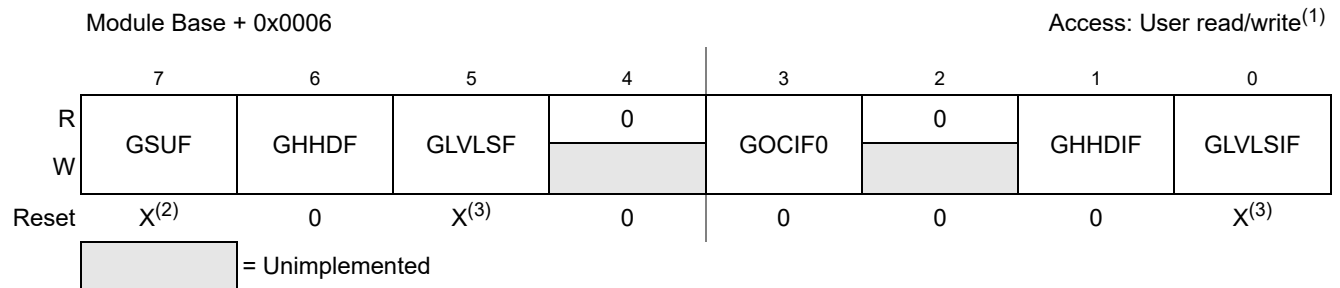 Module Base + 0x0006 Access: User read/write(1)
7 6 5 4 3 2 1 0
R GSUF GHHDF GLVLSF 0 GOCIF0 0 GHHDIF GLVLSIF
W
Reset X(2) 0 X(3) 0 0 0 0 X(3)
= Unimplemented